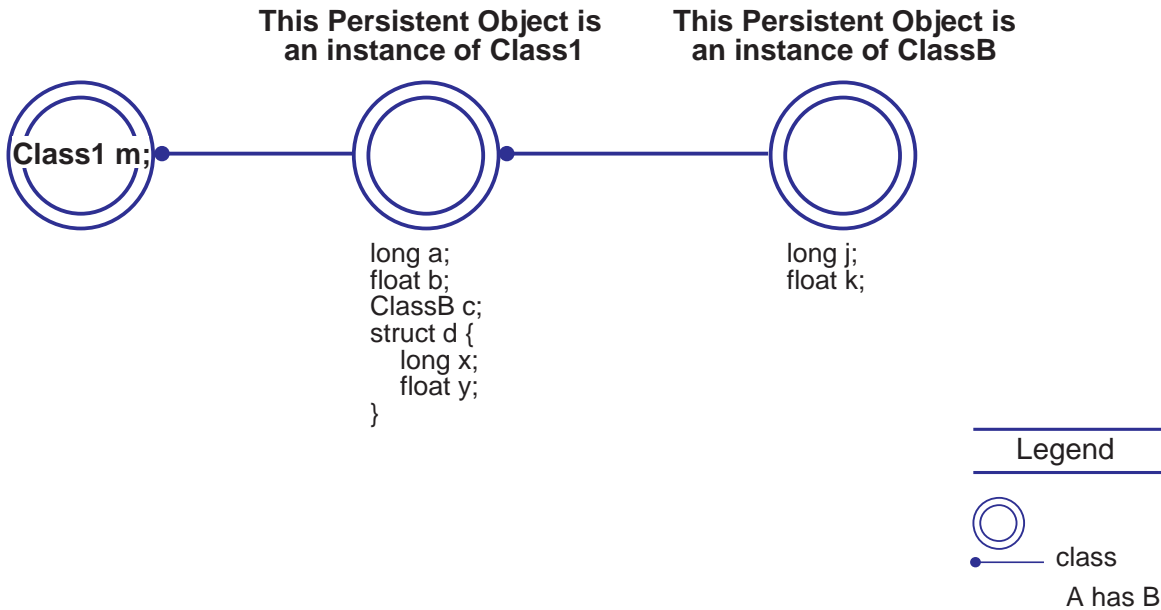 This Persistent Object is
an instance of Class1
This Persistent Object is
an instance of ClassB
Class1 m;
long a;
float b;
ClassB c;
struct d {
long x;
float y;
}
long j;
float k;
Legend
class
A has B